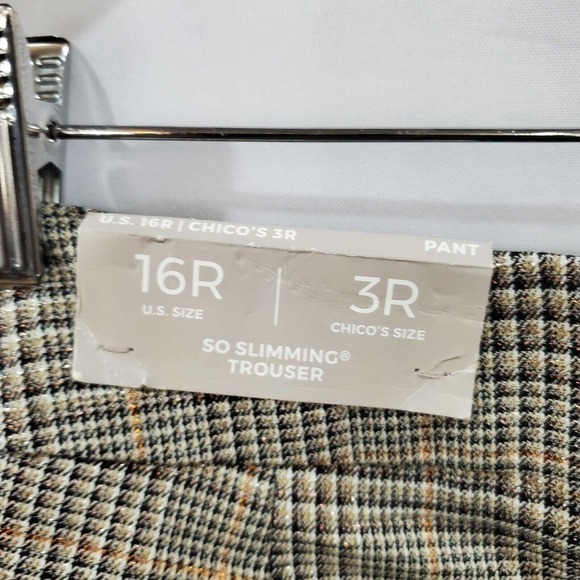 U.S. 16R | CHICO'S 3R
PANT
16R
U.S. SIZE
3R
CHICO'S SIZE
SO SLIMMING®
TROUSER